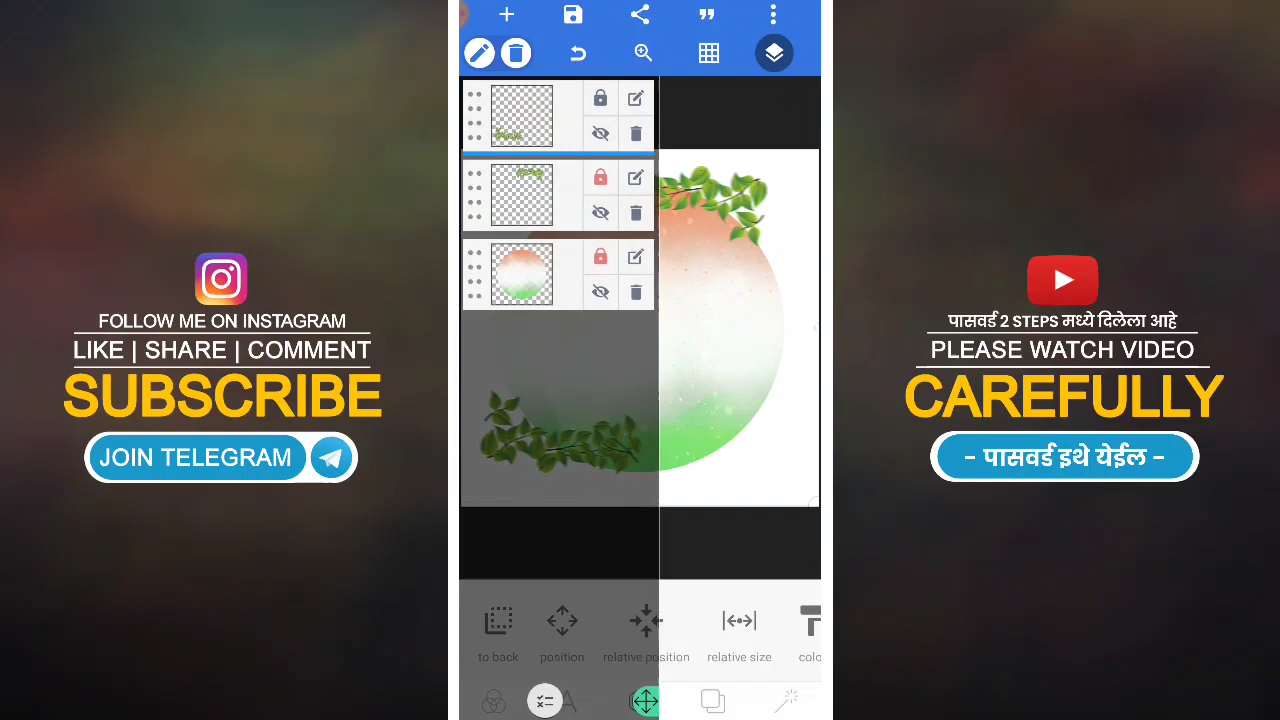 FOLLOW ME ON INSTAGRAM
LIKE | SHARE | COMMENT
SUBSCRIBE
JOIN TELEGRAM
to back
position
relative position
relative size
colo
पासवर्ड 2 STEPS मध्ये दिलेला आहे
PLEASE WATCH VIDEO
CAREFULLY
- पासवर्ड इथे येईल -